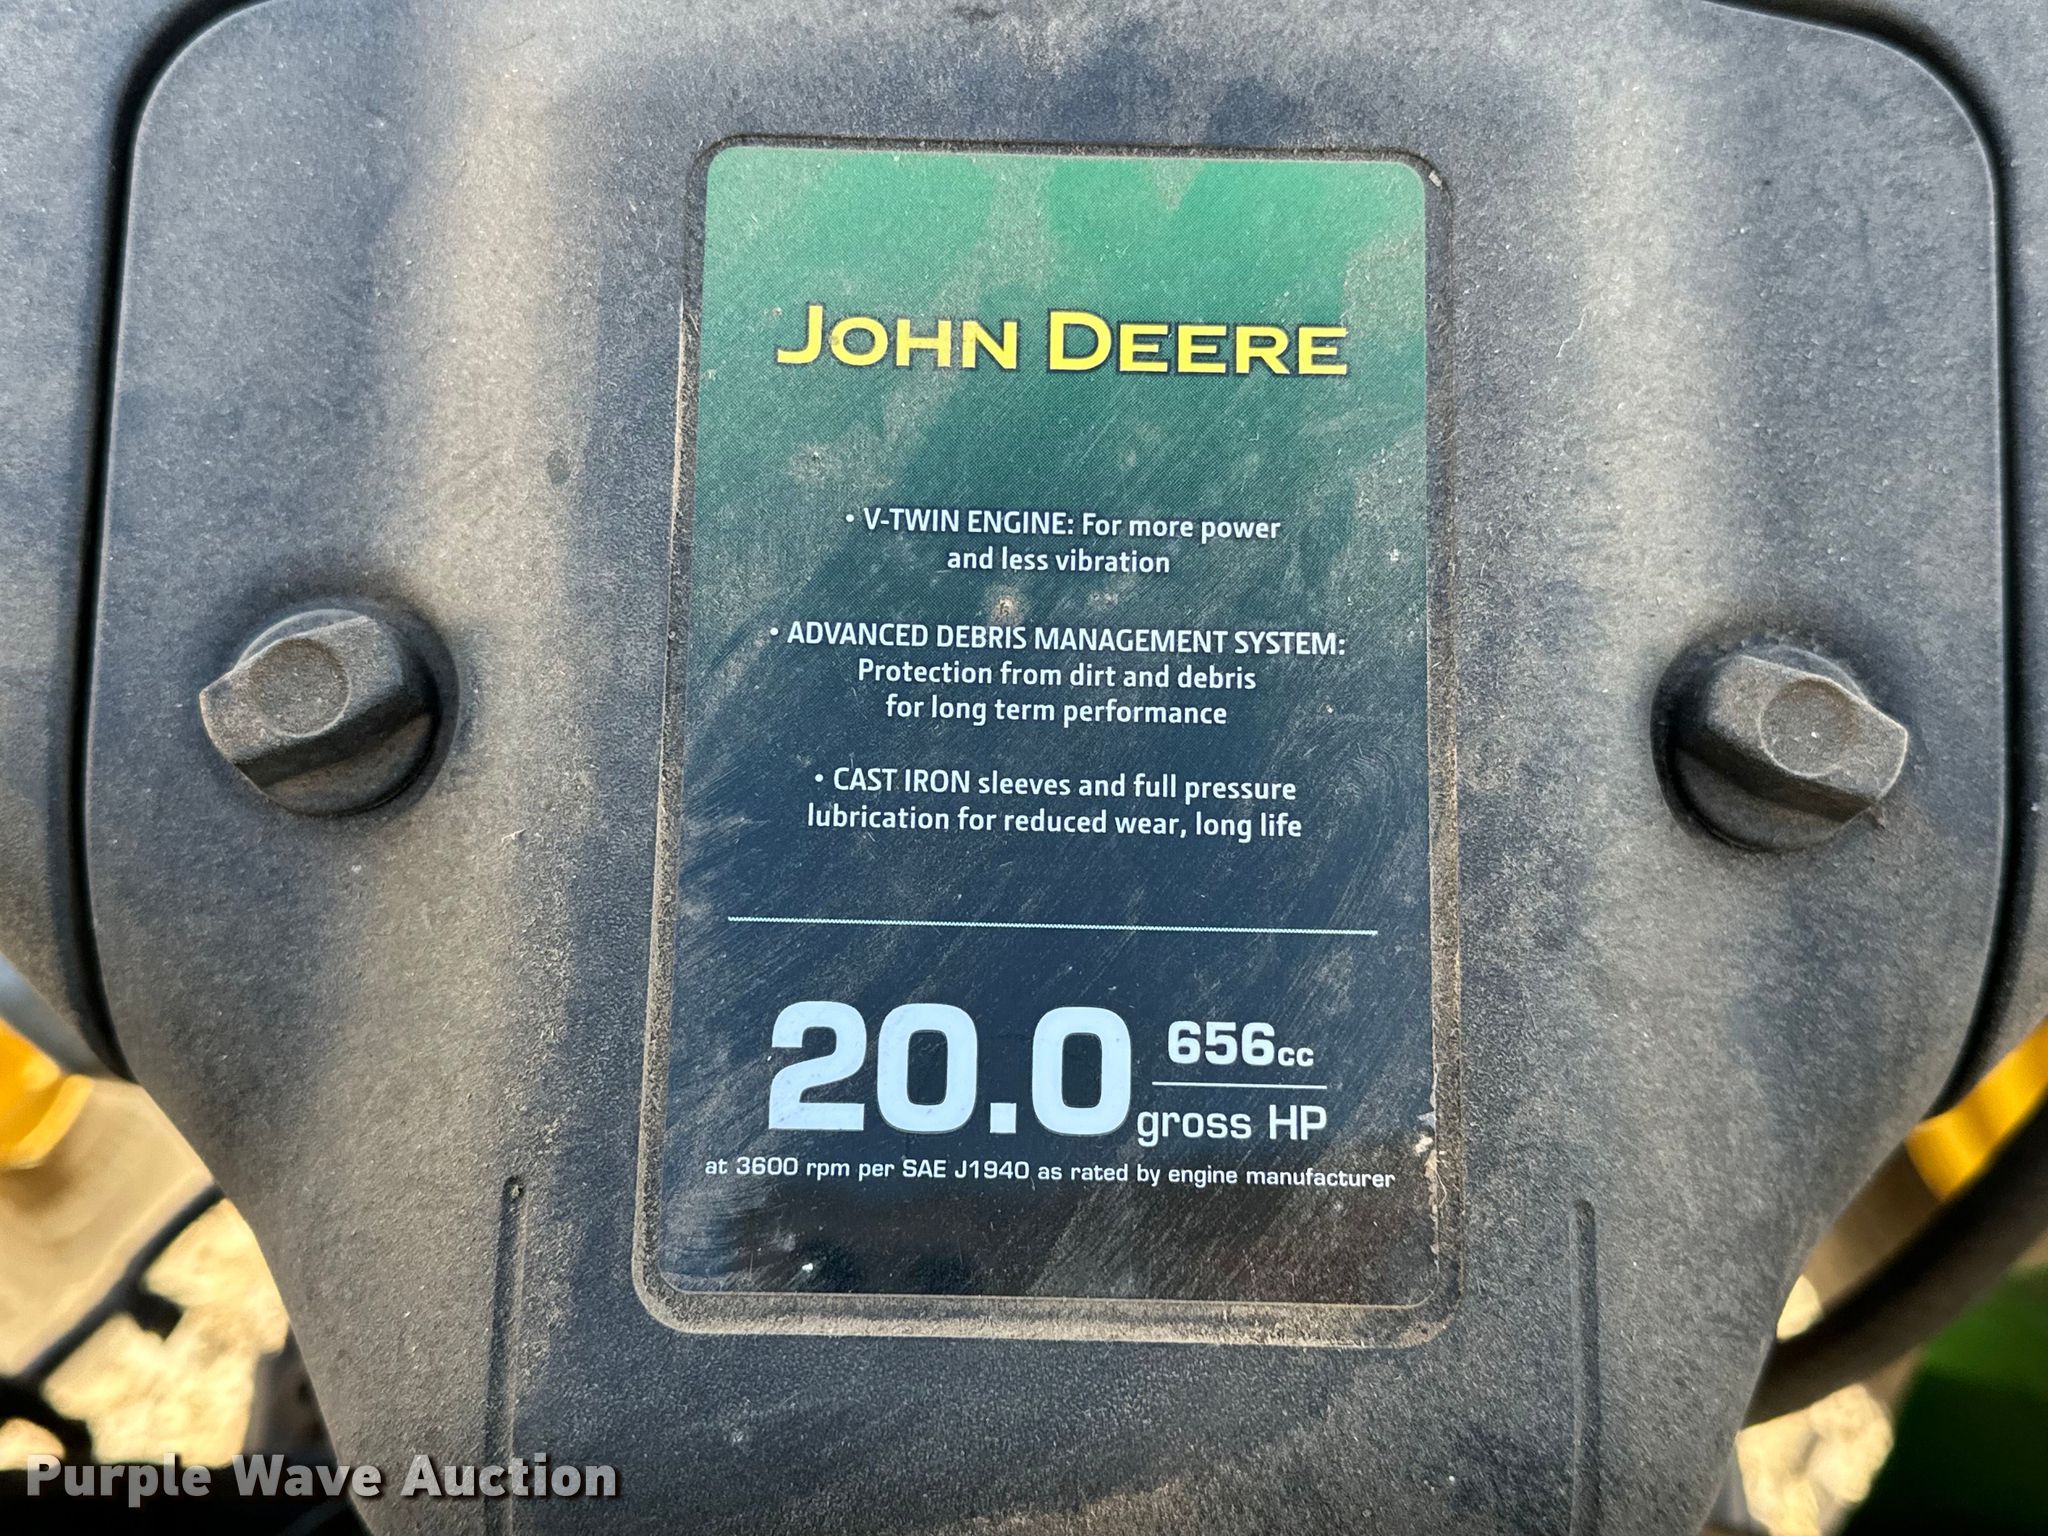 JOHN DEERE
• V-TWIN ENGINE: For more power
and less vibration
• ADVANCED DEBRIS MANAGEMENT SYSTEM:
Protection from dirt and debris
for long term performance
• CAST IRON sleeves and full pressure
lubrication for reduced wear, long life
20.0 656cc
gross HP
at 3600 rpm per SAE J1940 as rated by engine manufacturer
Purple Wave Auction